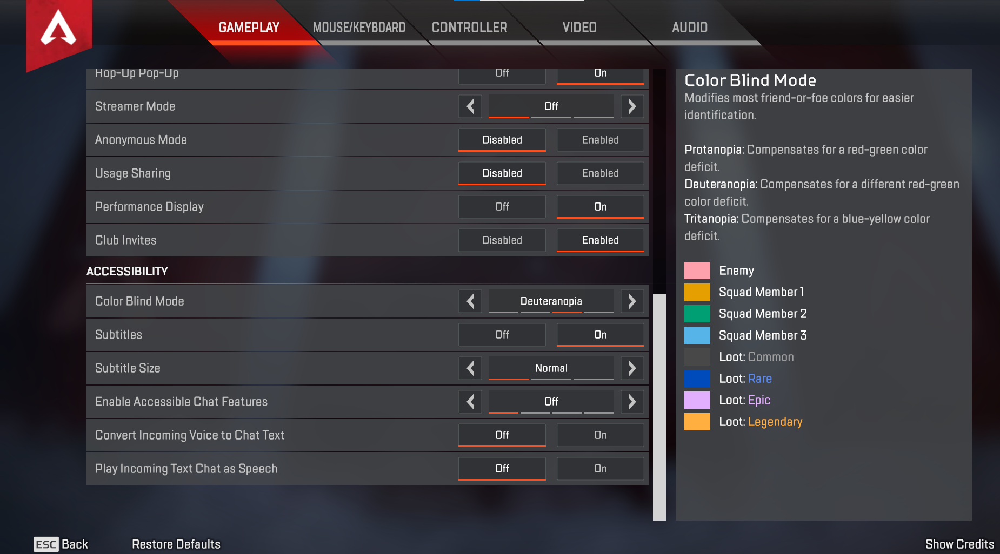 GAMEPLAY
MOUSE/KEYBOARD
CONTROLLER
VIDEO
AUDIO
Hop-Up Pop-Up Off On
Streamer Mode Off
Anonymous Mode Disabled Enabled
Usage Sharing Disabled Enabled
Performance Display Off On
Club Invites Disabled Enabled
ACCESSIBILITY
Color Blind Mode Deuteranopia
Subtitles Off On
Subtitle Size Normal
Enable Accessible Chat Features Off
Convert Incoming Voice to Chat Text Off On
Play Incoming Text Chat as Speech Off On
Color Blind Mode
Modifies most friend-or-foe colors for easier
identification.
Protanopia: Compensates for a red-green color
deficit.
Deuteranopia: Compensates for a different red-green
color deficit.
Tritanopia: Compensates for a blue-yellow color
deficit.
Enemy
Squad Member 1
Squad Member 2
Squad Member 3
Loot: Common
Loot: Rare
Loot: Epic
Loot: Legendary
ESC Back
Restore Defaults
Show Credits